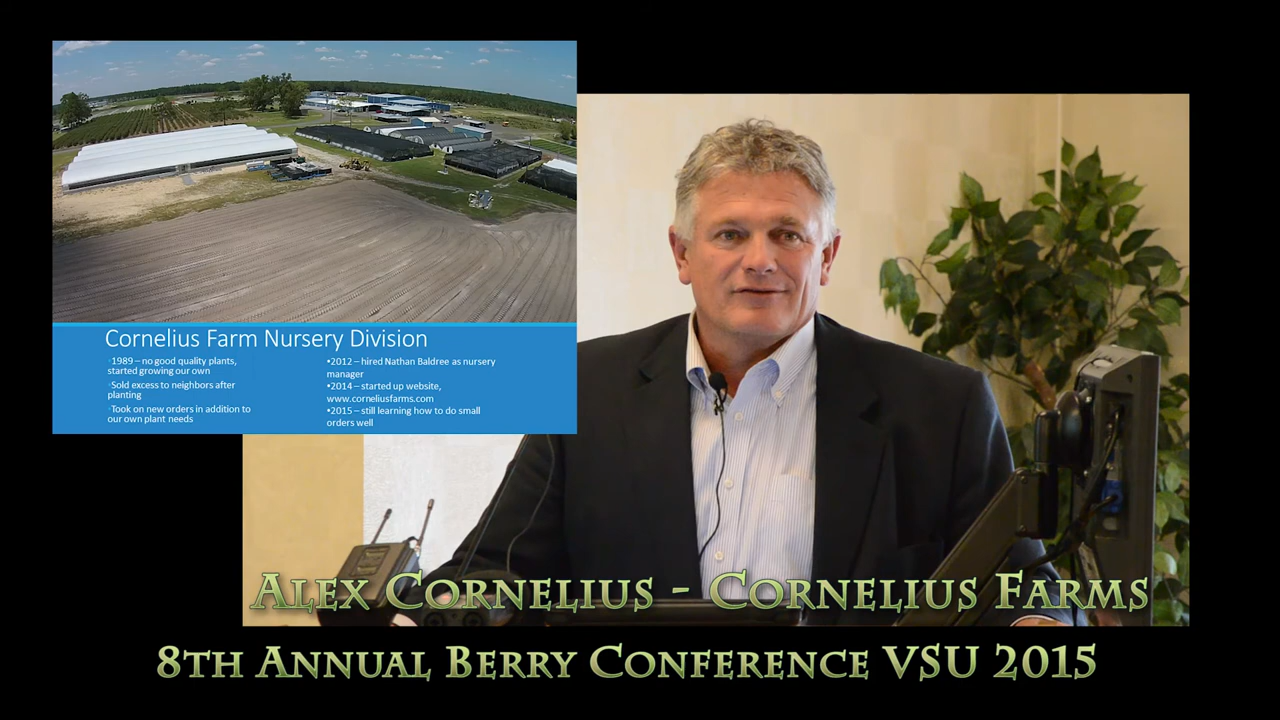 Cornelius Farm Nursery Division
•1989 – no good quality plants,
started growing our own
•Sold excess to neighbors after
planting
•Took on new orders in addition to
our own plant needs
•2012 – hired Nathan Baldree as nursery
manager
•2014 – started up website,
www.corneliusfarms.com
•2015 – still learning how to do small
orders well
Alex Cornelius - Cornelius Farms
8th Annual Berry Conference VSU 2015